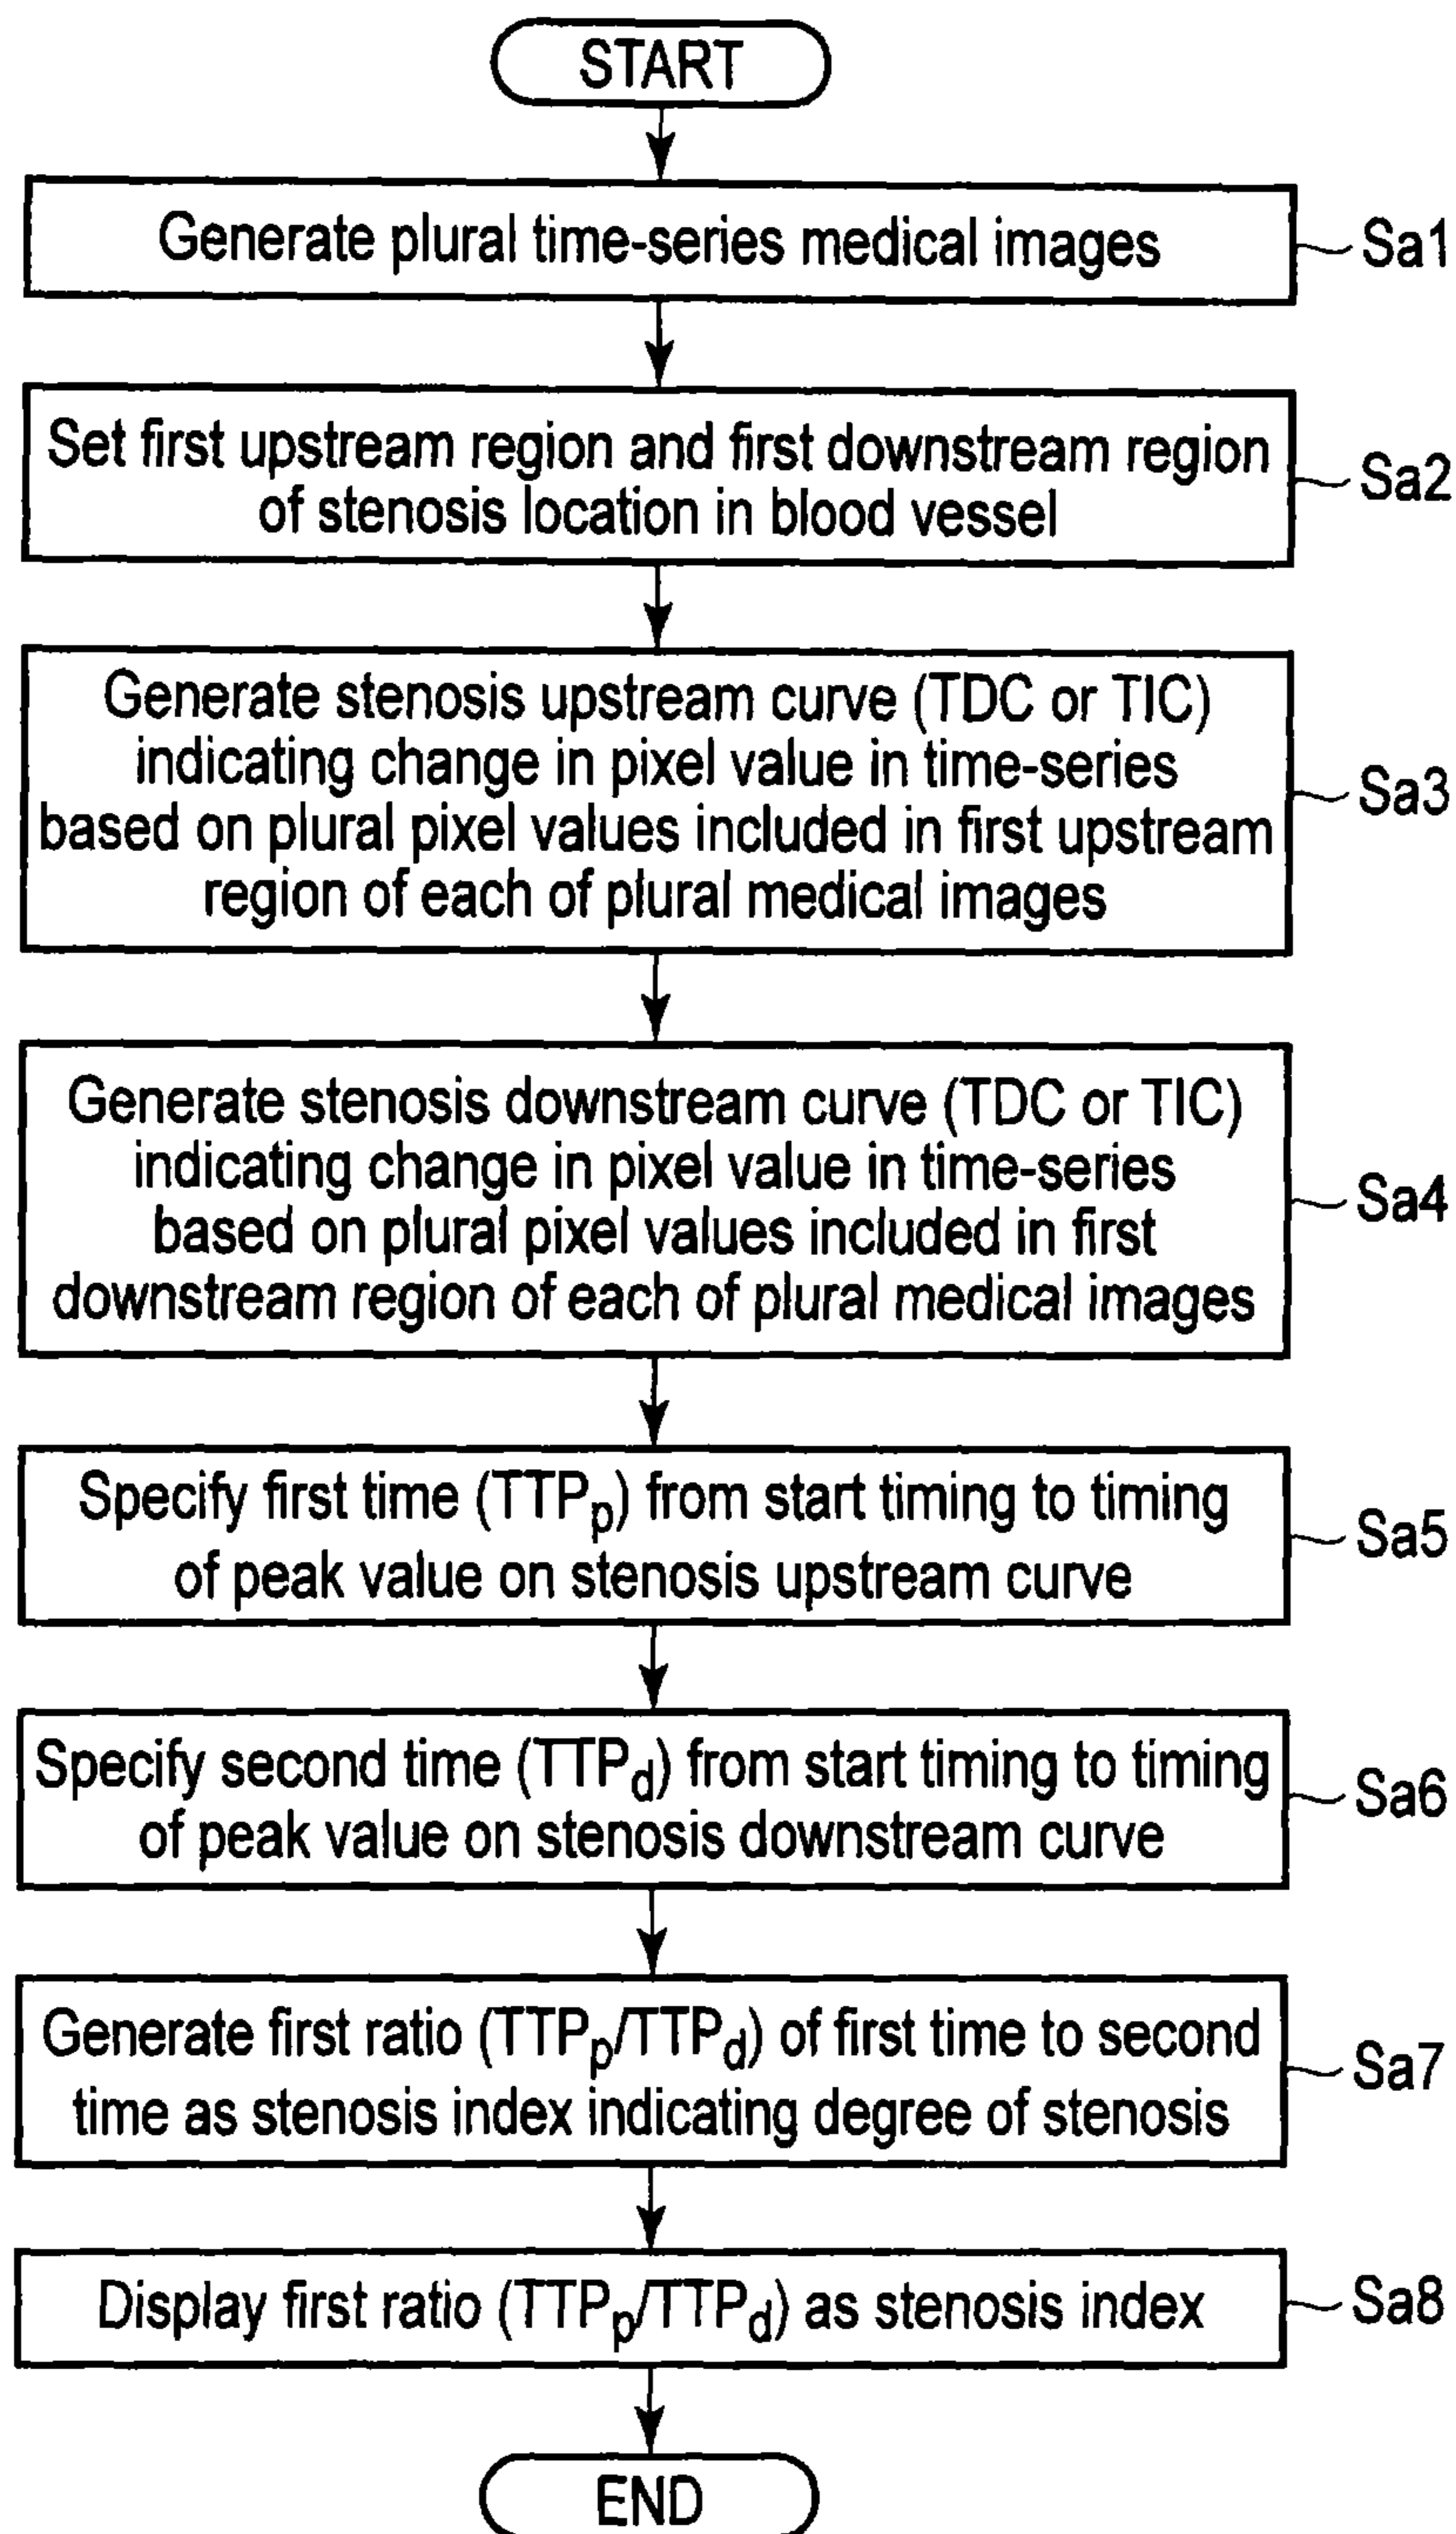 START
Generate plural time-series medical images
Sa1
Set first upstream region and first downstream region
of stenosis location in blood vessel
Sa2
Generate stenosis upstream curve (TDC or TIC)
indicating change in pixel value in time-series
based on plural pixel values included in first upstream
region of each of plural medical images
Sa3
Generate stenosis downstream curve (TDC or TIC)
indicating change in pixel value in time-series
based on plural pixel values included in first
downstream region of each of plural medical images
Sa4
Specify first time (TTPp) from start timing to timing
of peak value on stenosis upstream curve
Sa5
Specify second time (TTPd) from start timing to timing
of peak value on stenosis downstream curve
Sa6
Generate first ratio (TTPp/TTPd) of first time to second
time as stenosis index indicating degree of stenosis
Sa7
Display first ratio (TTPp/TTPd) as stenosis index
Sa8
END